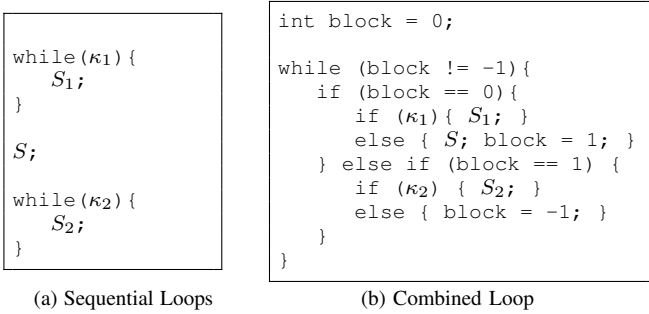 while(κ₁){
S₁;
}
S;
while(κ₂){
S₂;
}
(a) Sequential Loops
int block = 0;
while (block != -1){
if (block == 0){
if (κ₁){ S₁; }
else { S; block = 1; }
} else if (block == 1) {
if (κ₂) { S₂; }
else { block = -1; }
}
}
(b) Combined Loop